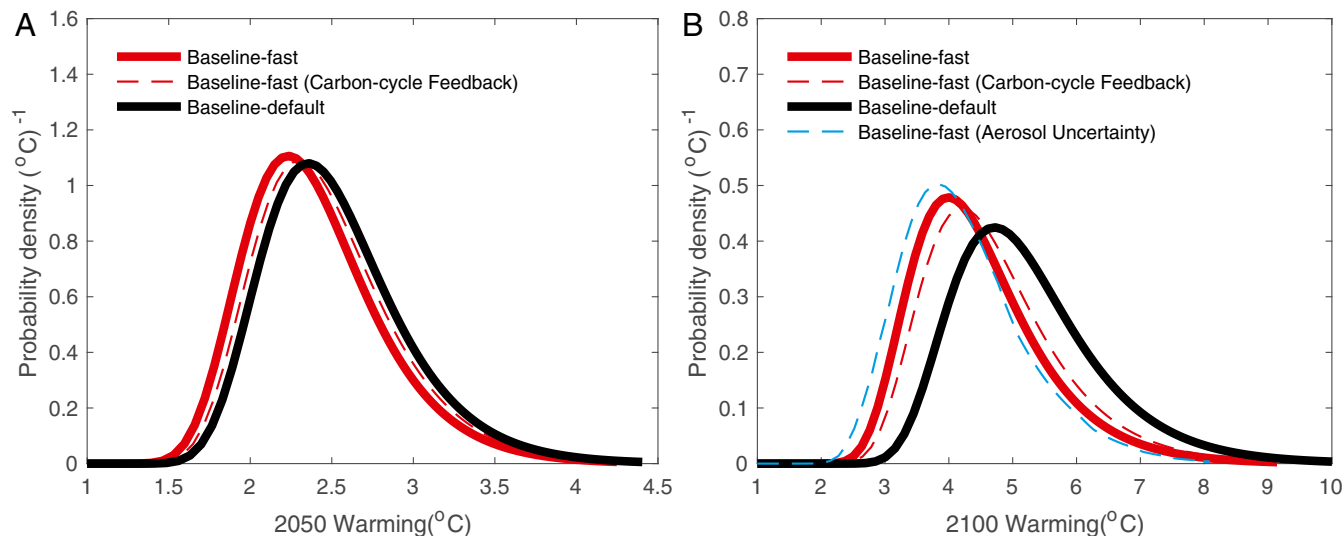 A
Baseline-fast
Baseline-fast (Carbon-cycle Feedback)
Baseline-default
Probability density (°C)⁻¹
1.6
1.4
1.2
1
0.8
0.6
0.4
0.2
0
1 1.5 2 2.5 3 3.5 4 4.5
2050 Warming(°C)
B
Baseline-fast
Baseline-fast (Carbon-cycle Feedback)
Baseline-default
Baseline-fast (Aerosol Uncertainty)
Probability density (°C)⁻¹
0.8
0.7
0.6
0.5
0.4
0.3
0.2
0.1
0
1 2 3 4 5 6 7 8 9 10
2100 Warming(°C)